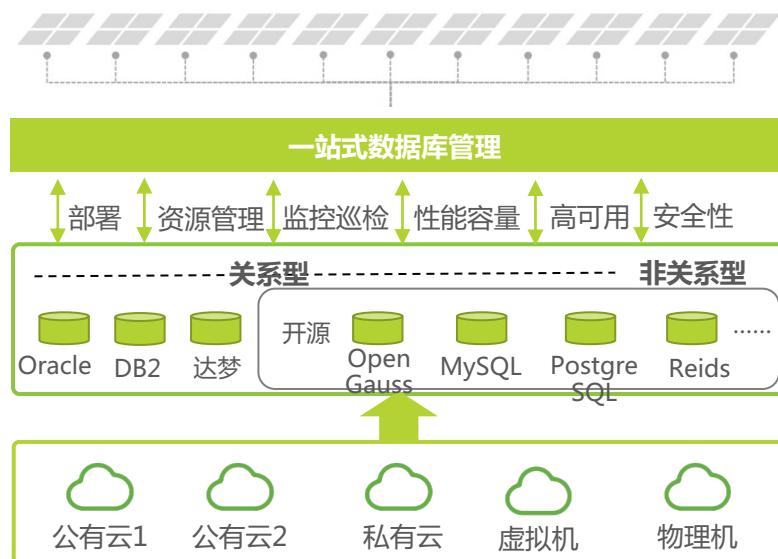 一站式数据库管理
部署 资源管理 监控巡检 性能容量 高可用 安全性
关系型 非关系型
开源 ......
Oracle DB2 达梦 Open Gauss MySQL Postgre SQL Reids
公有云1 公有云2 私有云 虚拟机 物理机